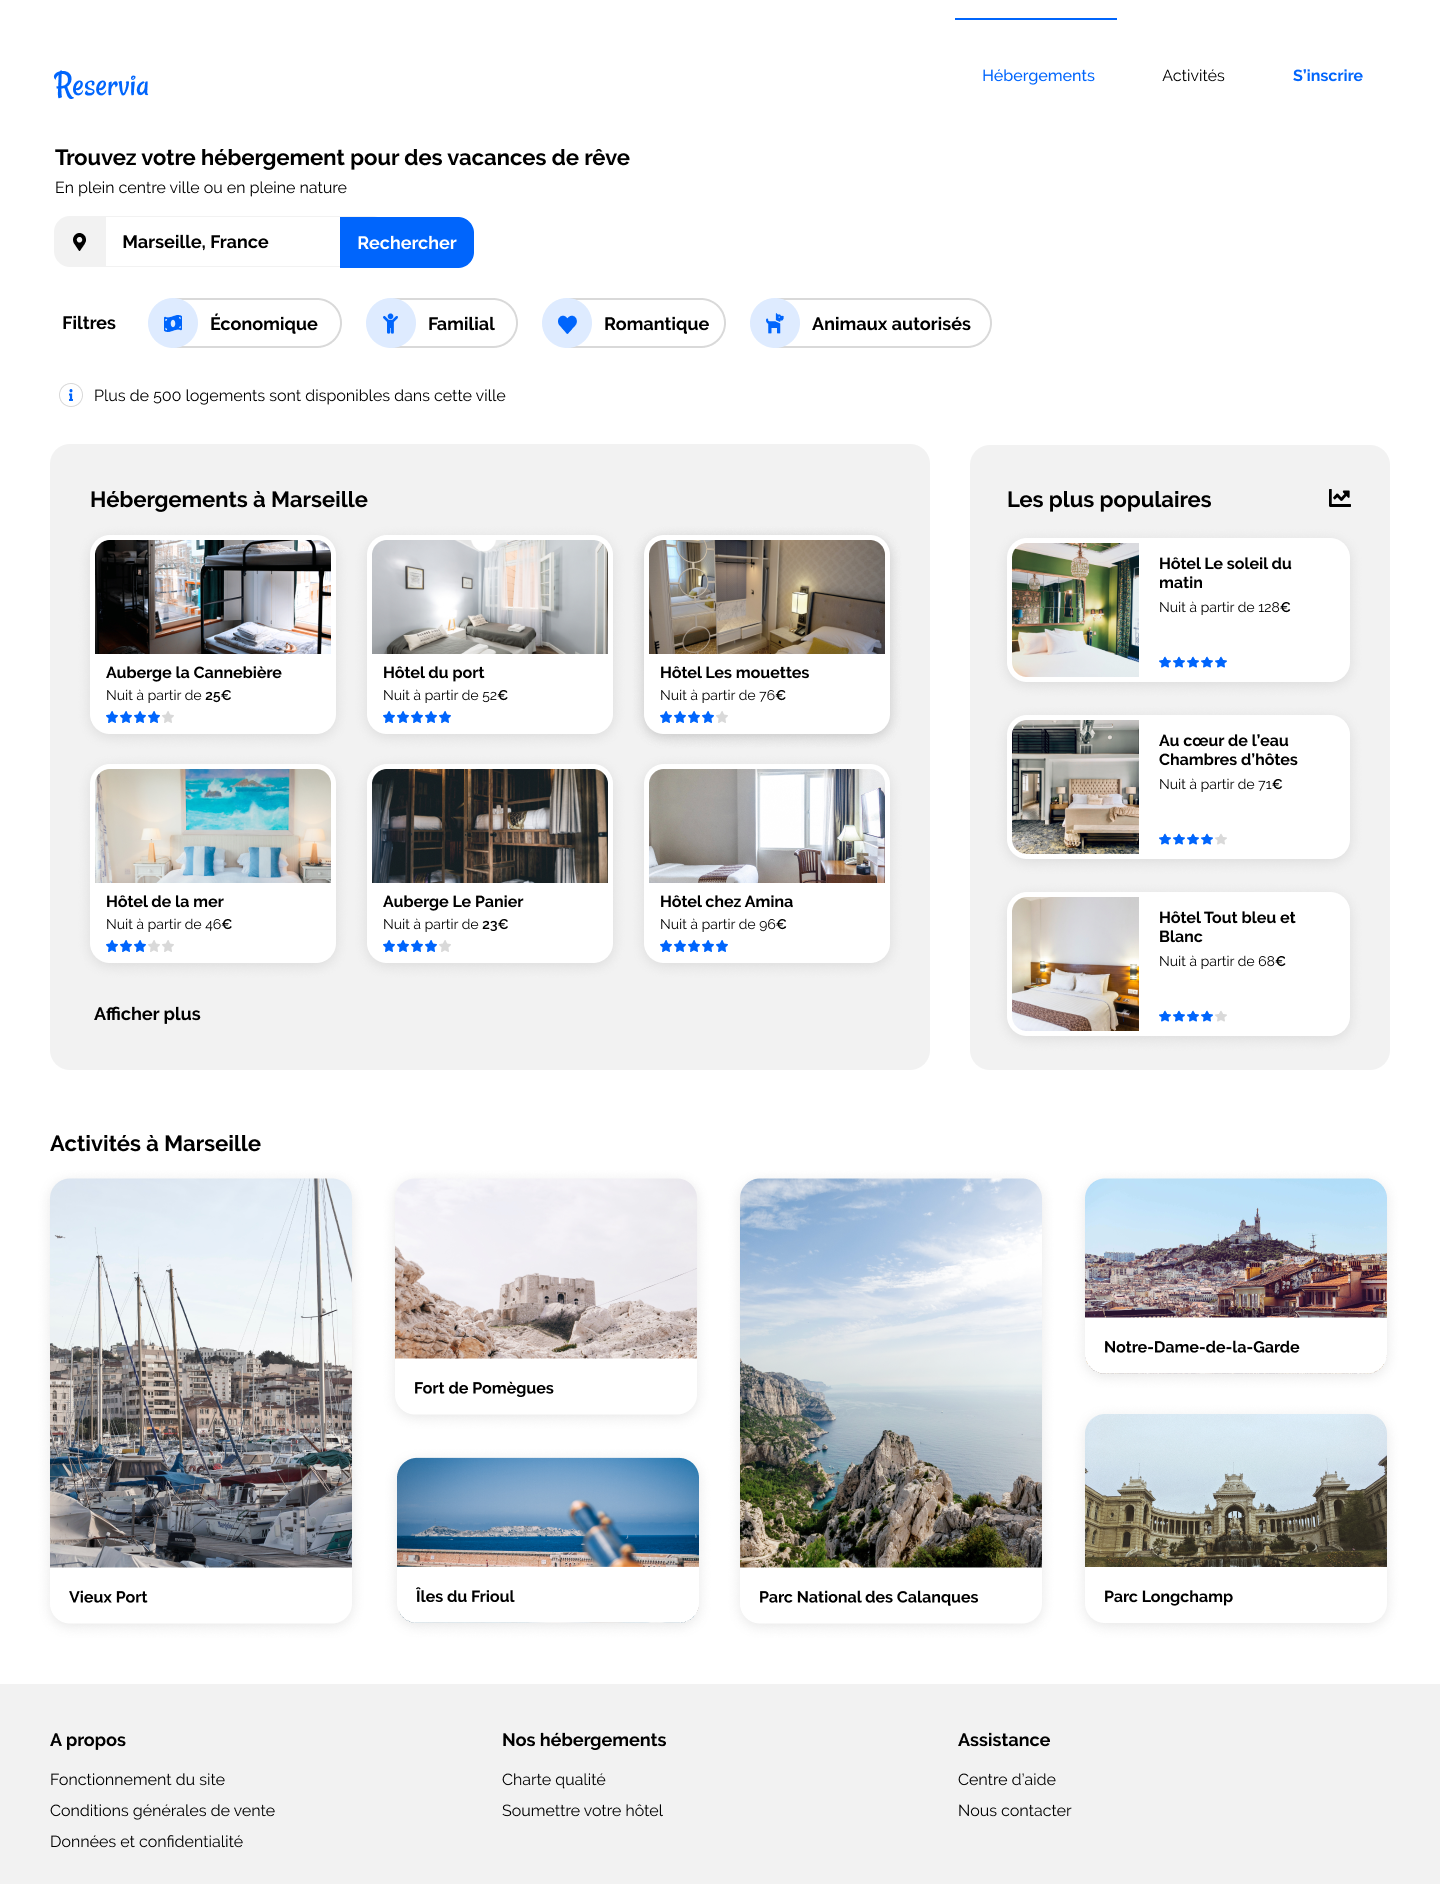 Reservia
Hébergements
Activités
S'inscrire
Trouvez votre hébergement pour des vacances de rêve
En plein centre ville ou en pleine nature
Marseille, France
Rechercher
Filtres
Économique
Familial
Romantique
Animaux autorisés
Plus de 500 logements sont disponibles dans cette ville
Hébergements à Marseille
Auberge la Cannebière
Nuit à partir de 25€
Hôtel du port
Nuit à partir de 52€
Hôtel Les mouettes
Nuit à partir de 76€
Hôtel de la mer
Nuit à partir de 46€
Auberge Le Panier
Nuit à partir de 23€
Hôtel chez Amina
Nuit à partir de 96€
Afficher plus
Les plus populaires
Hôtel Le soleil du
matin
Nuit à partir de 128€
Au cœur de l'eau
Chambres d'hôtes
Nuit à partir de 71€
Hôtel Tout bleu et
Blanc
Nuit à partir de 68€
Activités à Marseille
Vieux Port
Fort de Pomègues
Îles du Frioul
Parc National des Calanques
Notre-Dame-de-la-Garde
Parc Longchamp
A propos
Fonctionnement du site
Conditions générales de vente
Données et confidentialité
Nos hébergements
Charte qualité
Soumettre votre hôtel
Assistance
Centre d'aide
Nous contacter